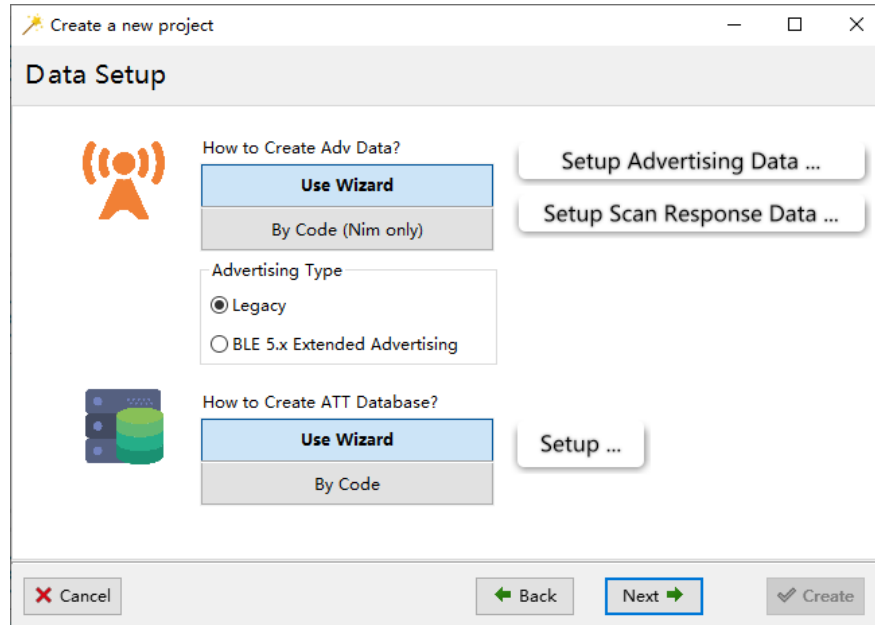 Create a new project
Data Setup
How to Create Adv Data?
Use Wizard
By Code (Nim only)
Setup Advertising Data ...
Setup Scan Response Data ...
Advertising Type
Legacy
BLE 5.x Extended Advertising
How to Create ATT Database?
Use Wizard
By Code
Setup ...
Cancel
Back
Next
Create